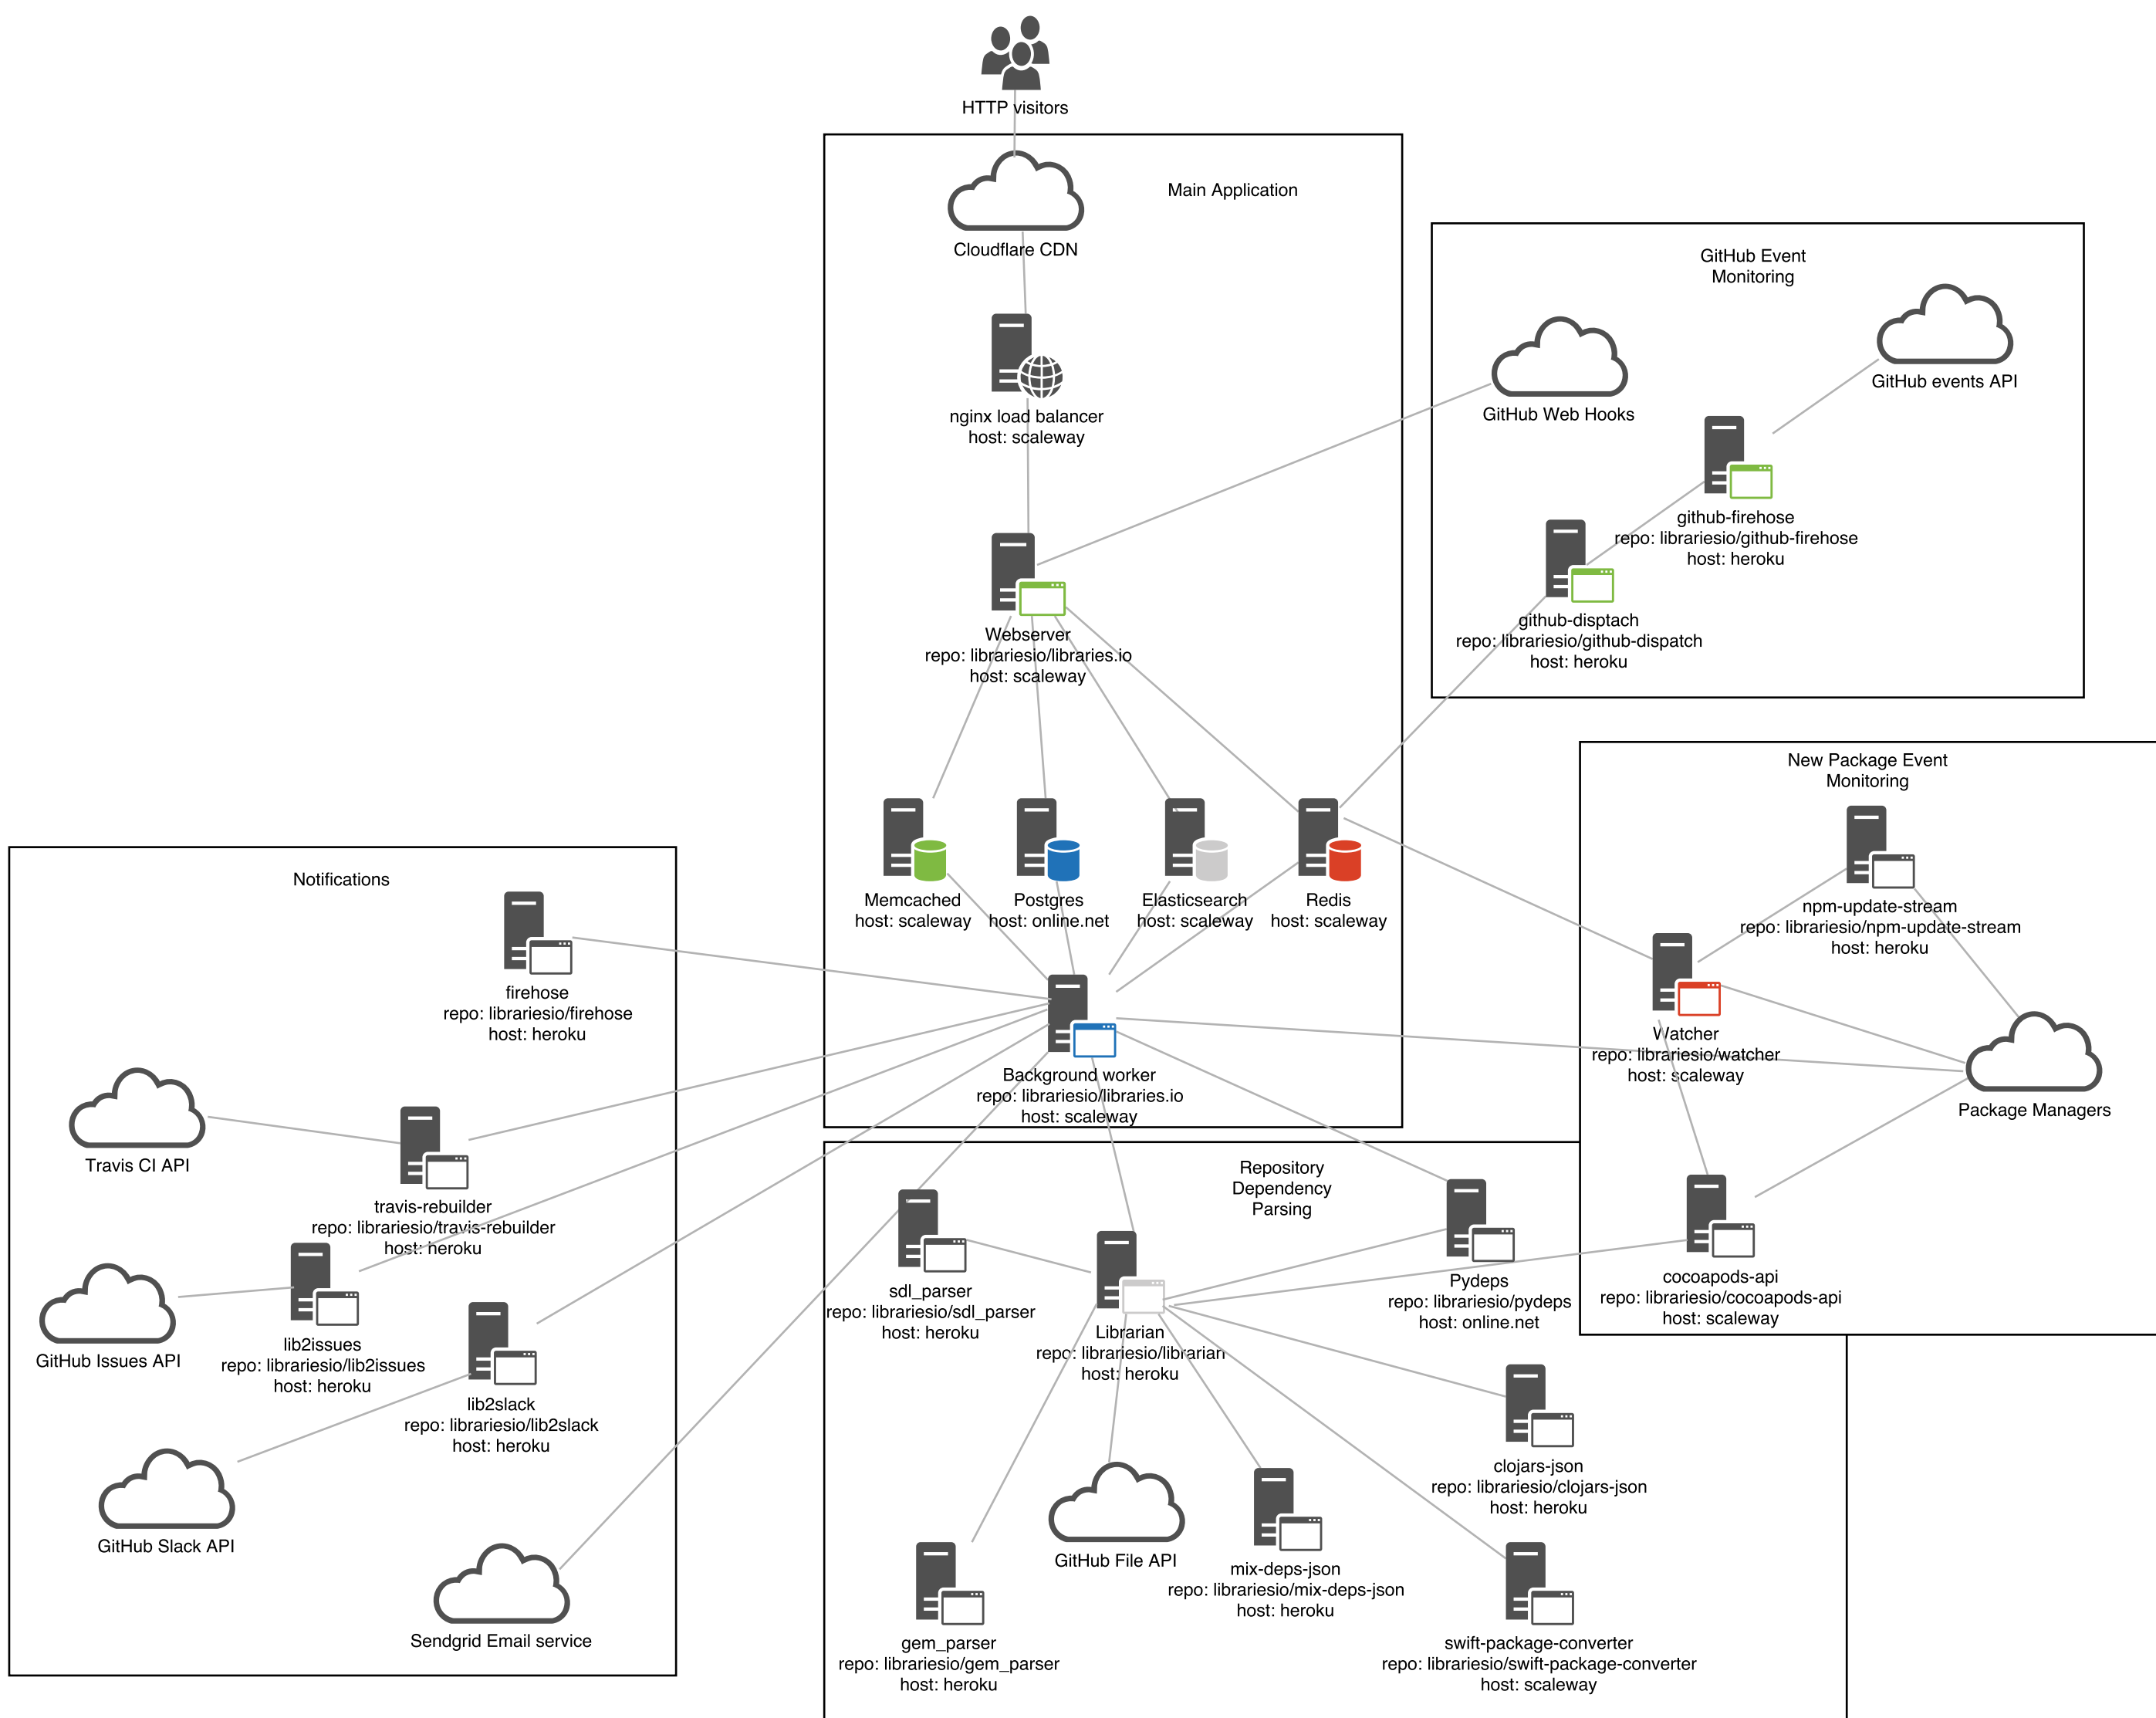 HTTP visitors
Main Application
Cloudflare CDN
nginx load balancer
host: scaleway
Webserver
repo: librariesio/libraries.io
host: scaleway
Memcached
host: scaleway
Postgres
host: online.net
Elasticsearch
host: scaleway
Redis
host: scaleway
Background worker
repo: librariesio/libraries.io
host: scaleway
GitHub Event
Monitoring
GitHub Web Hooks
GitHub events API
github-firehose
repo: librariesio/github-firehose
host: heroku
github-disptach
repo: librariesio/github-dispatch
host: heroku
New Package Event
Monitoring
npm-update-stream
repo: librariesio/npm-update-stream
host: heroku
Watcher
repo: librariesio/watcher
host: scaleway
Package Managers
cocoapods-api
repo: librariesio/cocoapods-api
host: scaleway
Notifications
firehose
repo: librariesio/firehose
host: heroku
Travis CI API
travis-rebuilder
repo: librariesio/travis-rebuilder
host: heroku
GitHub Issues API
lib2issues
repo: librariesio/lib2issues
host: heroku
lib2slack
repo: librariesio/lib2slack
host: heroku
GitHub Slack API
Sendgrid Email service
Repository
Dependency
Parsing
sdl_parser
repo: librariesio/sdl_parser
host: heroku
Librarian
repo: librariesio/librarian
host: heroku
Pydeps
repo: librariesio/pydeps
host: online.net
clojars-json
repo: librariesio/clojars-json
host: heroku
GitHub File API
mix-deps-json
repo: librariesio/mix-deps-json
host: heroku
gem_parser
repo: librariesio/gem_parser
host: heroku
swift-package-converter
repo: librariesio/swift-package-converter
host: scaleway